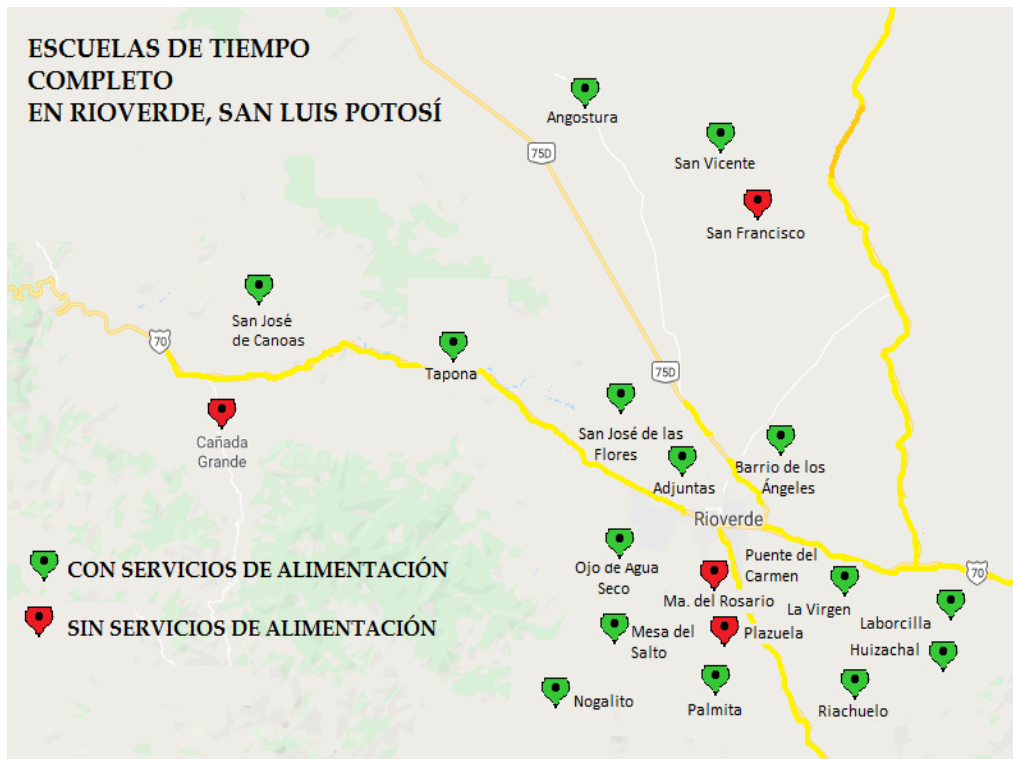 ESCUELAS DE TIEMPO
COMPLETO
EN RIOVERDE, SAN LUIS POTOSÍ
Angostura
75D
San Vicente
San Francisco
San José
de Canoas
70
Tapona
75D
Cañada
Grande
San José de las
Flores
Adjuntas
Barrio de los
Ángeles
Rioverde
Ojo de Agua
Seco
Puente del
Carmen
70
CON SERVICIOS DE ALIMENTACIÓN
Ma. del Rosario
La Virgen
Laborcilla
SIN SERVICIOS DE ALIMENTACIÓN
Mesa del
Salto
Plazuela
Huizachal
Nogalito
Palmita
Riachuelo